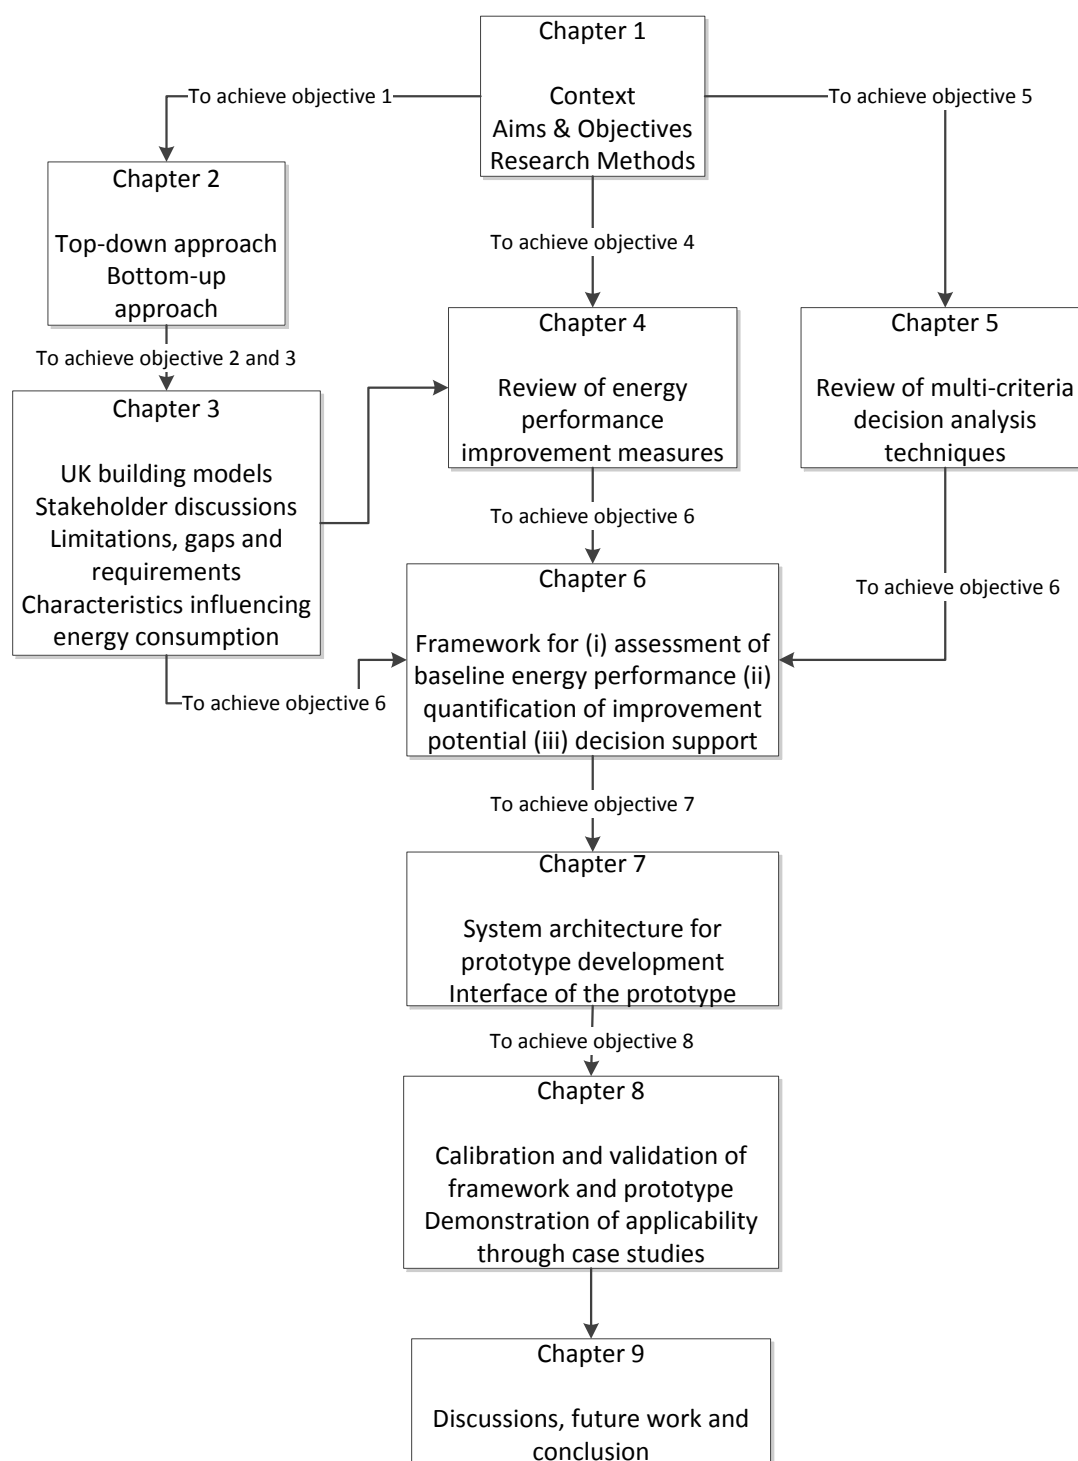 Chapter 1
Context
Aims & Objectives
Research Methods
To achieve objective 1
To achieve objective 5
Chapter 2
Top-down approach
Bottom-up
approach
To achieve objective 4
To achieve objective 2 and 3
Chapter 3
UK building models
Stakeholder discussions
Limitations, gaps and
requirements
Characteristics influencing
energy consumption
Chapter 4
Review of energy
performance
improvement measures
Chapter 5
Review of multi-criteria
decision analysis
techniques
To achieve objective 6
To achieve objective 6
To achieve objective 6
Chapter 6
Framework for (i) assessment of
baseline energy performance (ii)
quantification of improvement
potential (iii) decision support
To achieve objective 7
Chapter 7
System architecture for
prototype development
Interface of the prototype
To achieve objective 8
Chapter 8
Calibration and validation of
framework and prototype
Demonstration of applicability
through case studies
Chapter 9
Discussions, future work and
conclusion